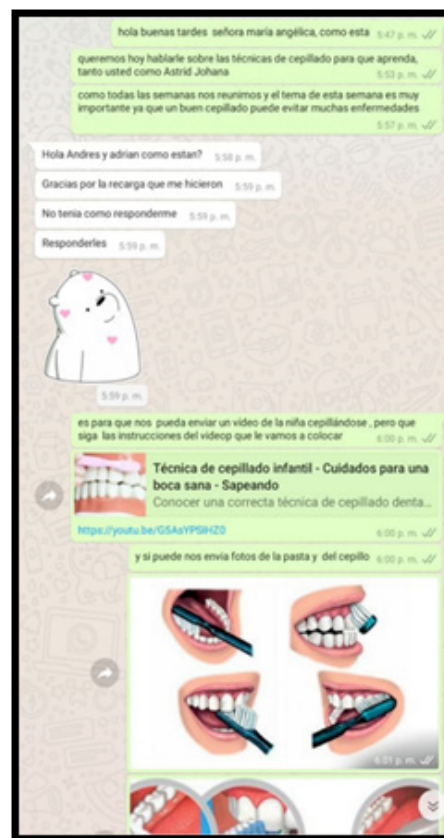 hola buenas tardes señora maría angélica, como esta 5:47 p. m.
queremos hoy hablarle sobre las técnicas de cepillado para que aprenda,
tanto usted como Astrid Johana 5:53 p. m.
como todas las semanas nos reunimos y el tema de esta semana es muy
importante ya que un buen cepillado puede evitar muchas enfermedades
5:57 p. m.
Hola Andres y adrian como estan? 5:58 p. m.
Gracias por la recarga que me hicieron 5:59 p. m.
No tenia como responderme 5:59 p. m.
Responderles 5:59 p. m.
5:59 p. m.
es para que nos pueda enviar un vídeo de la niña cepillándose , pero que
siga las instrucciones del videop que le vamos a colocar 6:00 p. m.
Técnica de cepillado infantil - Cuidados para una
boca sana - Sapeando
Conocer una correcta técnica de cepillado denta...
https://youtu.be/GSAsYPSlHZ0 6:00 p. m.
y si puede nos envia fotos de la pasta y del cepillo 6:00 p. m.
6:01 p. m.